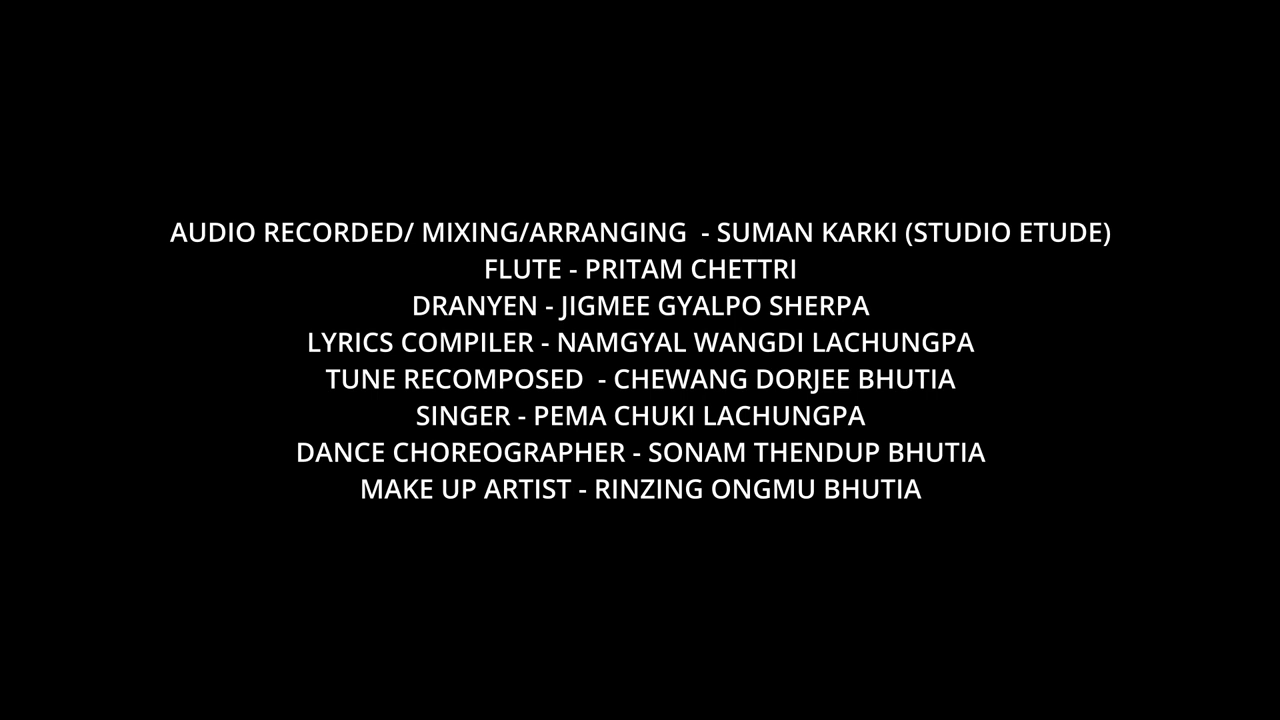 AUDIO RECORDED/ MIXING/ARRANGING  - SUMAN KARKI (STUDIO ETUDE)
FLUTE - PRITAM CHETTRI
DRANYEN - JIGMEE GYALPO SHERPA
LYRICS COMPILER - NAMGYAL WANGDI LACHUNGPA
TUNE RECOMPOSED  - CHEWANG DORJEE BHUTIA
SINGER - PEMA CHUKI LACHUNGPA
DANCE CHOREOGRAPHER - SONAM THENDUP BHUTIA
MAKE UP ARTIST - RINZING ONGMU BHUTIA